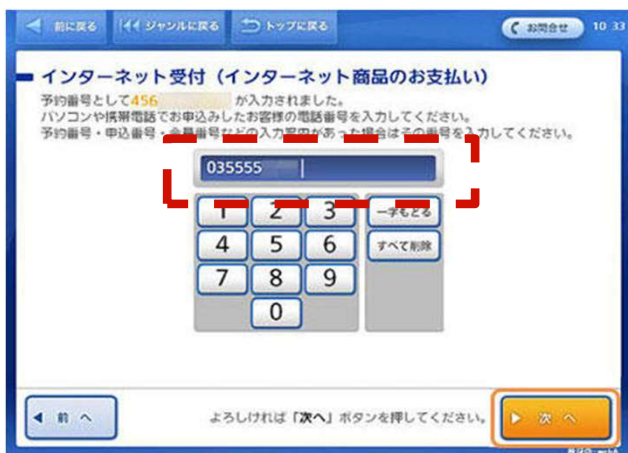 前に戻る
ジャンルに戻る
トップに戻る
お問合せ
10 33
インターネット受付（インターネット商品のお支払い）
予約番号として456 が入力されました。
パソコンや携帯電話でお申込みしたお客様の電話番号を入力してください。
予約番号・申込番号・会員番号などの入力案内があった場合はその番号を入力してください。
035555
1 2 3 一字もどる
4 5 6 すべて削除
7 8 9
0
前へ
よろしければ「次へ」ボタンを押してください。
次へ